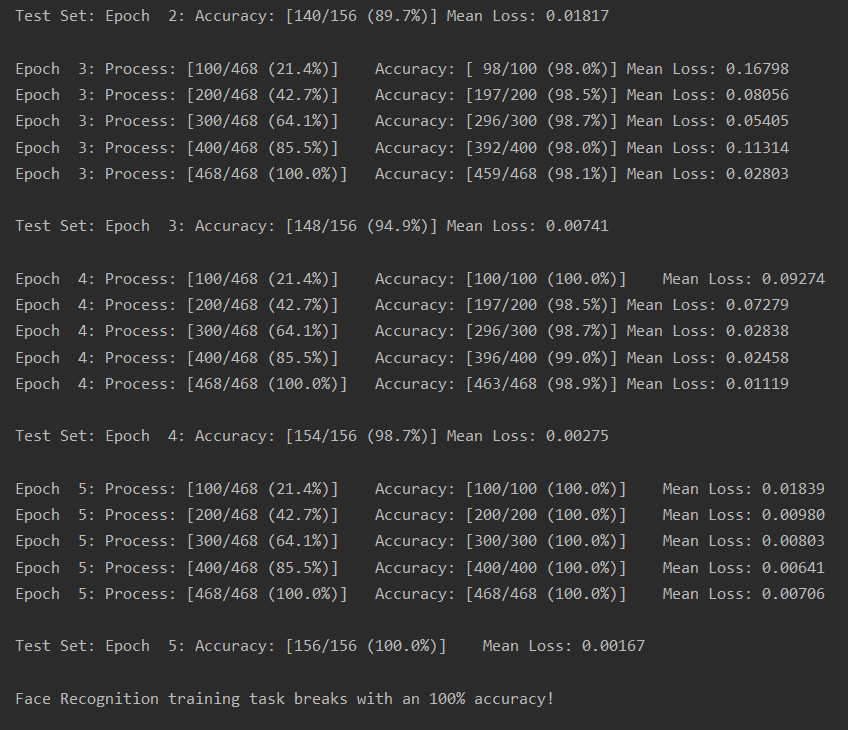 Test Set: Epoch  2: Accuracy: [140/156 (89.7%)] Mean Loss: 0.01817
Epoch  3: Process: [100/468 (21.4%)]    Accuracy: [ 98/100 (98.0%)] Mean Loss: 0.16798
Epoch  3: Process: [200/468 (42.7%)]    Accuracy: [197/200 (98.5%)] Mean Loss: 0.08056
Epoch  3: Process: [300/468 (64.1%)]    Accuracy: [296/300 (98.7%)] Mean Loss: 0.05405
Epoch  3: Process: [400/468 (85.5%)]    Accuracy: [392/400 (98.0%)] Mean Loss: 0.11314
Epoch  3: Process: [468/468 (100.0%)]   Accuracy: [459/468 (98.1%)] Mean Loss: 0.02803
Test Set: Epoch  3: Accuracy: [148/156 (94.9%)] Mean Loss: 0.00741
Epoch  4: Process: [100/468 (21.4%)]    Accuracy: [100/100 (100.0%)]    Mean Loss: 0.09274
Epoch  4: Process: [200/468 (42.7%)]    Accuracy: [197/200 (98.5%)] Mean Loss: 0.07279
Epoch  4: Process: [300/468 (64.1%)]    Accuracy: [296/300 (98.7%)] Mean Loss: 0.02838
Epoch  4: Process: [400/468 (85.5%)]    Accuracy: [396/400 (99.0%)] Mean Loss: 0.02458
Epoch  4: Process: [468/468 (100.0%)]   Accuracy: [463/468 (98.9%)] Mean Loss: 0.01119
Test Set: Epoch  4: Accuracy: [154/156 (98.7%)] Mean Loss: 0.00275
Epoch  5: Process: [100/468 (21.4%)]    Accuracy: [100/100 (100.0%)]    Mean Loss: 0.01839
Epoch  5: Process: [200/468 (42.7%)]    Accuracy: [200/200 (100.0%)]    Mean Loss: 0.00980
Epoch  5: Process: [300/468 (64.1%)]    Accuracy: [300/300 (100.0%)]    Mean Loss: 0.00803
Epoch  5: Process: [400/468 (85.5%)]    Accuracy: [400/400 (100.0%)]    Mean Loss: 0.00641
Epoch  5: Process: [468/468 (100.0%)]   Accuracy: [468/468 (100.0%)]    Mean Loss: 0.00706
Test Set: Epoch  5: Accuracy: [156/156 (100.0%)]    Mean Loss: 0.00167
Face Recognition training task breaks with an 100% accuracy!